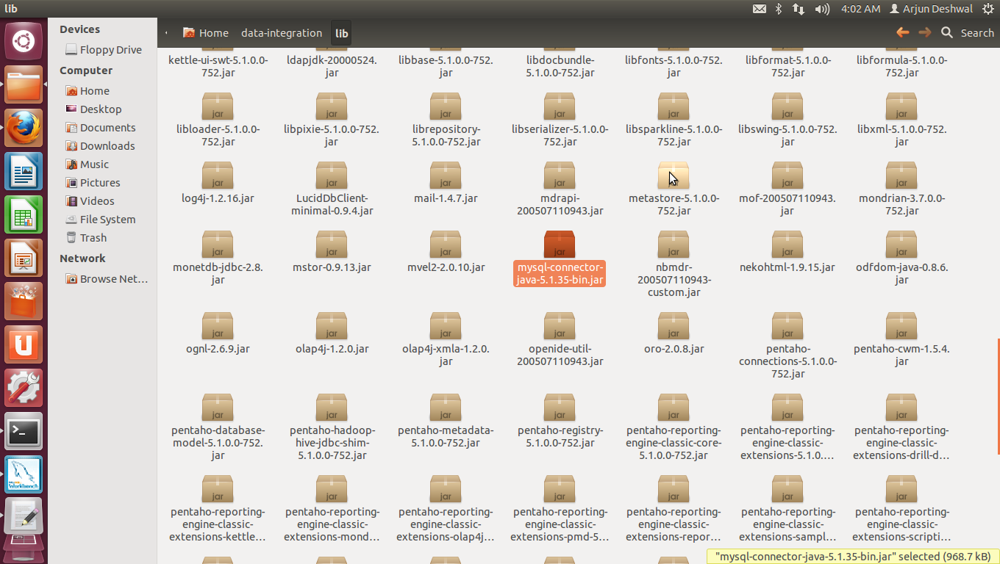 lib
4:02 AM
Arjun Deshwal
Devices
Floppy Drive
Computer
Home
Desktop
Documents
Downloads
Music
Pictures
Videos
File System
Trash
Network
Browse Net...
Home
data-integration
lib
Search
kettle-ui-swt-5.1.0.0-
752.jar
ldapjdk-20000524.
jar
libbase-5.1.0.0-752.
jar
libdocbundle-
5.1.0.0-752.jar
libfonts-5.1.0.0-752.
jar
libformat-5.1.0.0-
752.jar
libformula-5.1.0.0-
752.jar
jar
jar
jar
jar
jar
jar
jar
libloader-5.1.0.0-
752.jar
libpixie-5.1.0.0-752.
jar
librepository-
5.1.0.0-752.jar
libserializer-5.1.0.0-
752.jar
libsparkline-5.1.0.0-
752.jar
libswing-5.1.0.0-752.
jar
libxml-5.1.0.0-752.
jar
jar
jar
jar
jar
jar
jar
log4j-1.2.16.jar
LucidDbClient-
minimal-0.9.4.jar
mail-1.4.7.jar
mdrapi-
200507110943.jar
metastore-5.1.0.0-
752.jar
mof-200507110943.
jar
mondrian-3.7.0.0-
752.jar
jar
jar
jar
jar
jar
jar
jar
monetdb-jdbc-2.8.
jar
mstor-0.9.13.jar
mvel2-2.0.10.jar
mysql-connector-
java-5.1.35-bin.jar
nbmdr-
200507110943-
custom.jar
nekohtml-1.9.15.jar
odfdom-java-0.8.6.
jar
jar
jar
jar
jar
jar
jar
jar
ognl-2.6.9.jar
olap4j-1.2.0.jar
olap4j-xmla-1.2.0.
jar
openide-util-
200507110943.jar
oro-2.0.8.jar
pentaho-
connections-5.1.0.0-
752.jar
pentaho-cwm-1.5.4.
jar
jar
jar
jar
jar
jar
jar
jar
pentaho-database-
model-5.1.0.0-752.
jar
pentaho-hadoop-
hive-jdbc-shim-
5.1.0.0-752.jar
pentaho-metadata-
5.1.0.0-752.jar
pentaho-registry-
5.1.0.0-752.jar
pentaho-reporting-
engine-classic-core-
5.1.0.0-752.jar
pentaho-reporting-
engine-classic-
extensions-5.1.0....
pentaho-reporting-
engine-classic-
extensions-drill-d...
jar
jar
jar
jar
jar
jar
jar
pentaho-reporting-
engine-classic-
extensions-kettle...
pentaho-reporting-
engine-classic-
extensions-mond...
pentaho-reporting-
engine-classic-
extensions-olap4j...
pentaho-reporting-
engine-classic-
extensions-pmd-5...
pentaho-reporting-
engine-classic-
extensions-repor...
pentaho-reporting-
engine-classic-
extensions-sampl...
pentaho-reporting-
engine-classic-
extensions-scripti...
"mysql-connector-java-5.1.35-bin.jar" selected (968.7 kB)